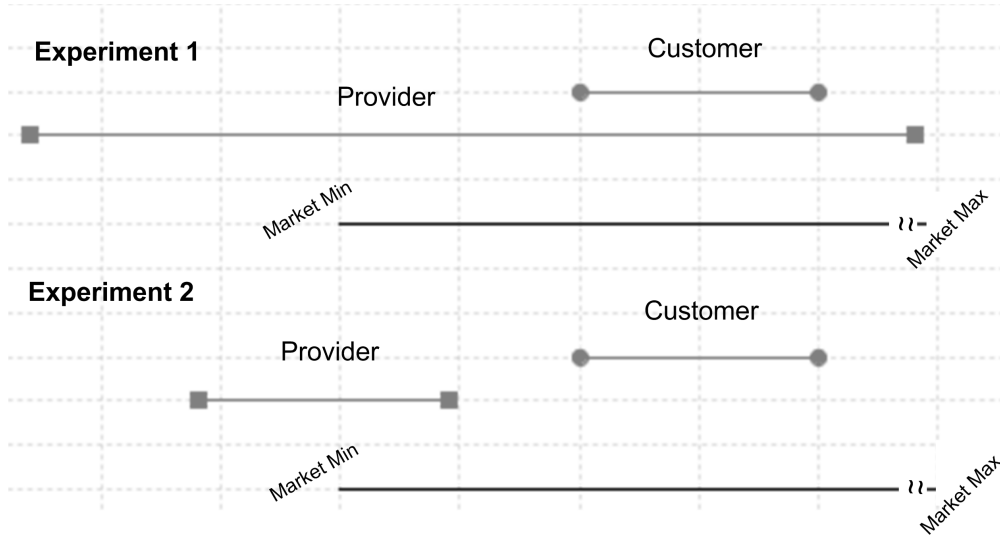 Experiment 1
Customer
Provider
Market Min
Market Max
Experiment 2
Customer
Provider
Market Min
Market Max